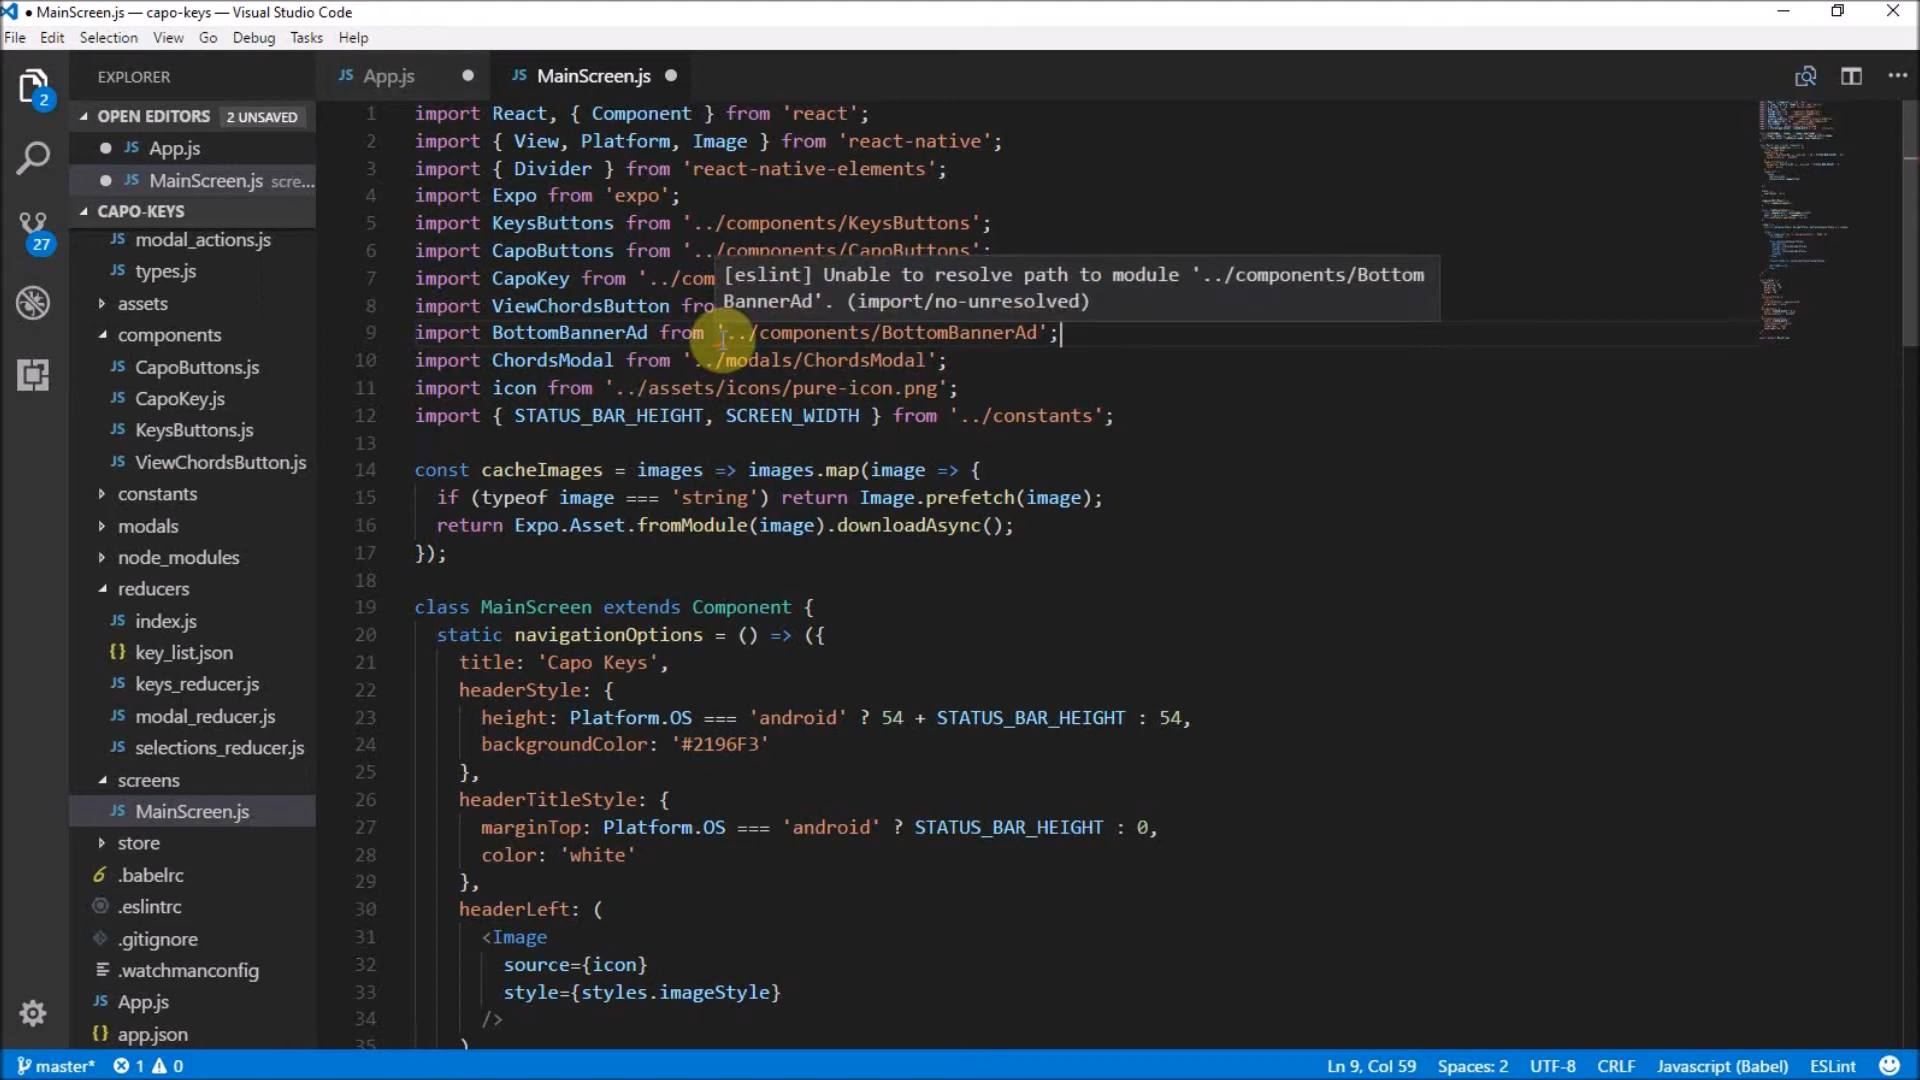 MainScreen.js — capo-keys — Visual Studio Code
File Edit Selection View Go Debug Tasks Help
EXPLORER
JS App.js
JS MainScreen.js
OPEN EDITORS 2 UNSAVED
JS App.js
JS MainScreen.js scre...
CAPO-KEYS
JS modal_actions.js
JS types.js
assets
components
JS CapoButtons.js
JS CapoKey.js
JS KeysButtons.js
JS ViewChordsButton.js
constants
modals
node_modules
reducers
JS index.js
{} key_list.json
JS keys_reducer.js
JS modal_reducer.js
JS selections_reducer.js
screens
JS MainScreen.js
store
6 .babelrc
.eslintrc
.gitignore
.watchmanconfig
JS App.js
{} app.json
2
27
1 import React, { Component } from 'react';
2 import { View, Platform, Image } from 'react-native';
3 import { Divider } from 'react-native-elements';
4 import Expo from 'expo';
5 import KeysButtons from '../components/KeysButtons';
6 import CapoButtons from '../components/CapoButtons';
7 import CapoKey from '../com
[eslint] Unable to resolve path to module '../components/Bottom
BannerAd'. (import/no-unresolved)
8 import ViewChordsButton fro
9 import BottomBannerAd from '../components/BottomBannerAd';
10 import ChordsModal from '../modals/ChordsModal';
11 import icon from '../assets/icons/pure-icon.png';
12 import { STATUS_BAR_HEIGHT, SCREEN_WIDTH } from '../constants';
13
14 const cacheImages = images => images.map(image => {
15 if (typeof image === 'string') return Image.prefetch(image);
16 return Expo.Asset.fromModule(image).downloadAsync();
17 });
18
19 class MainScreen extends Component {
20 static navigationOptions = () => ({
21 title: 'Capo Keys',
22 headerStyle: {
23 height: Platform.OS === 'android' ? 54 + STATUS_BAR_HEIGHT : 54,
24 backgroundColor: '#2196F3'
25 },
26 headerTitleStyle: {
27 marginTop: Platform.OS === 'android' ? STATUS_BAR_HEIGHT : 0,
28 color: 'white'
29 },
30 headerLeft: (
31 <Image
32 source={icon}
33 style={styles.imageStyle}
34 />
35 )
master* 1 0
Ln 9, Col 59 Spaces: 2 UTF-8 CRLF Javascript (Babel) ESLint